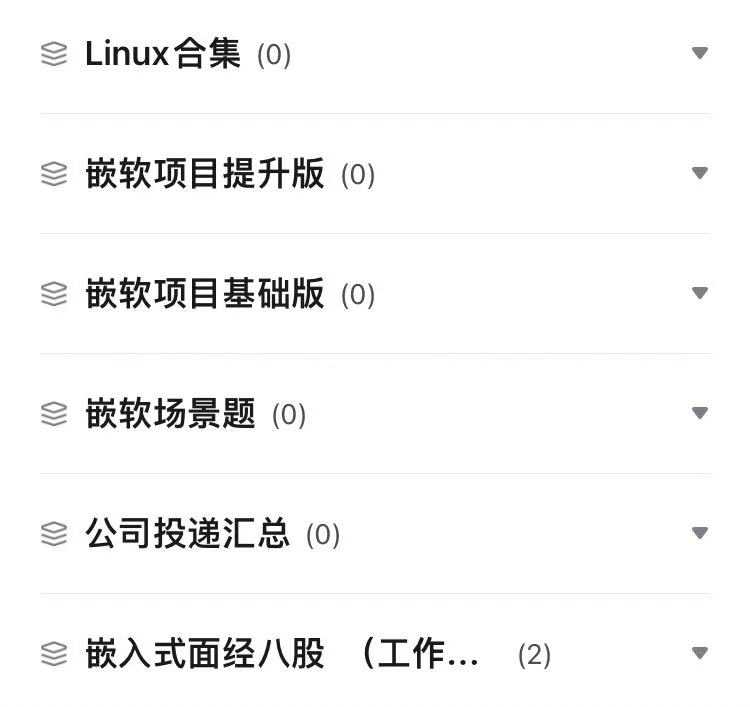 Linux合集 (0)
嵌软项目提升版 (0)
嵌软项目基础版 (0)
嵌软场景题 (0)
公司投递汇总 (0)
嵌入式面经八股 （工作... (2)